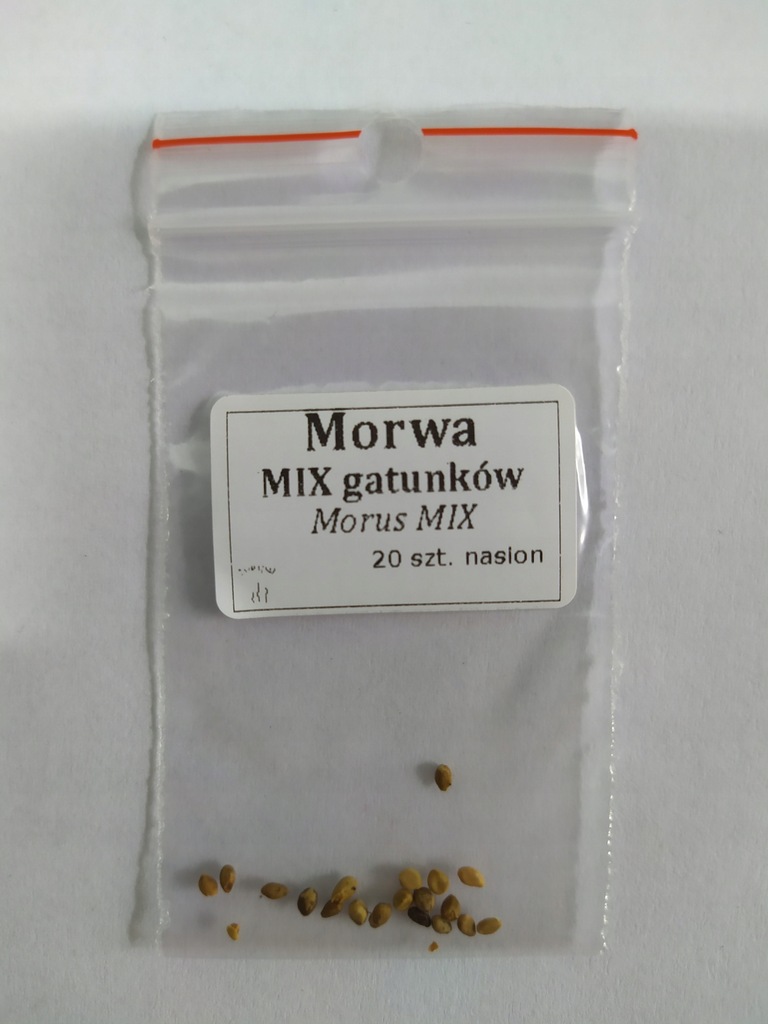 Morwa
MIX gatunków
Morus MIX
20 szt. nasion